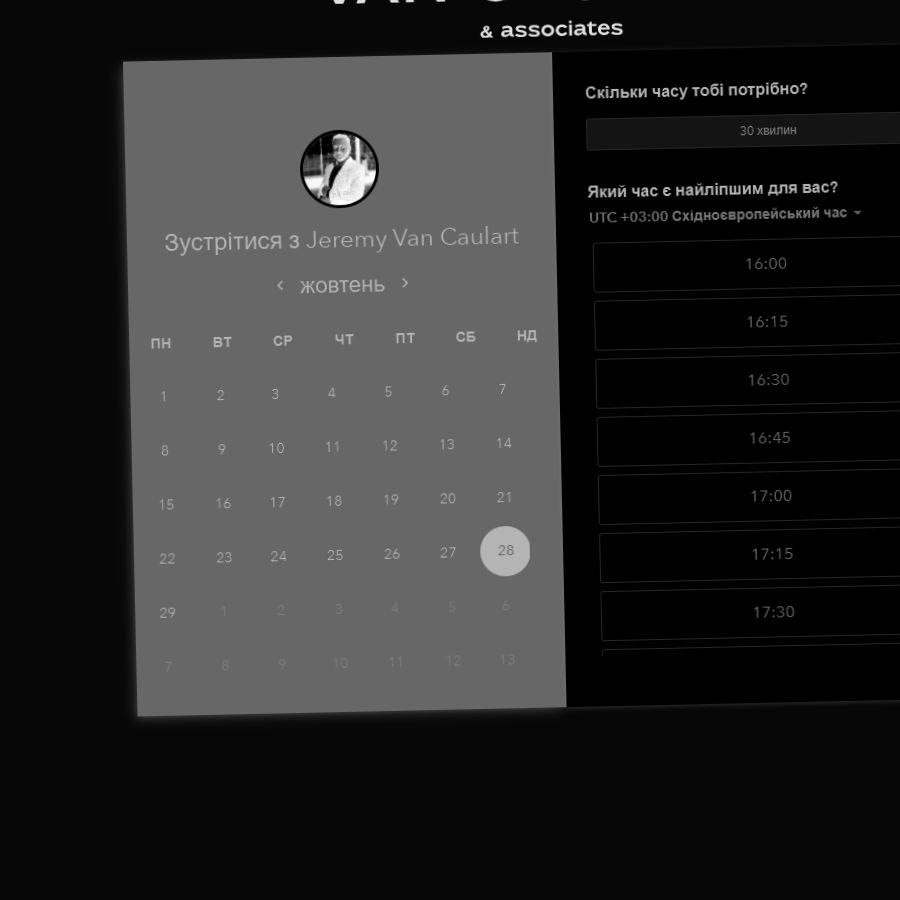 & associates
Зустрітися з Jeremy Van Caulart
‹ жовтень ›
ПН ВТ СР ЧТ ПТ СБ НД
1 2 3 4 5 6 7
8 9 10 11 12 13 14
15 16 17 18 19 20 21
22 23 24 25 26 27 28
29 1 2 3 4 5 6
7 8 9 10 11 12 13
Скільки часу тобі потрібно?
30 хвилин
Який час є найліпшим для вас?
UTC +03:00 Східноєвропейський час
16:00
16:15
16:30
16:45
17:00
17:15
17:30